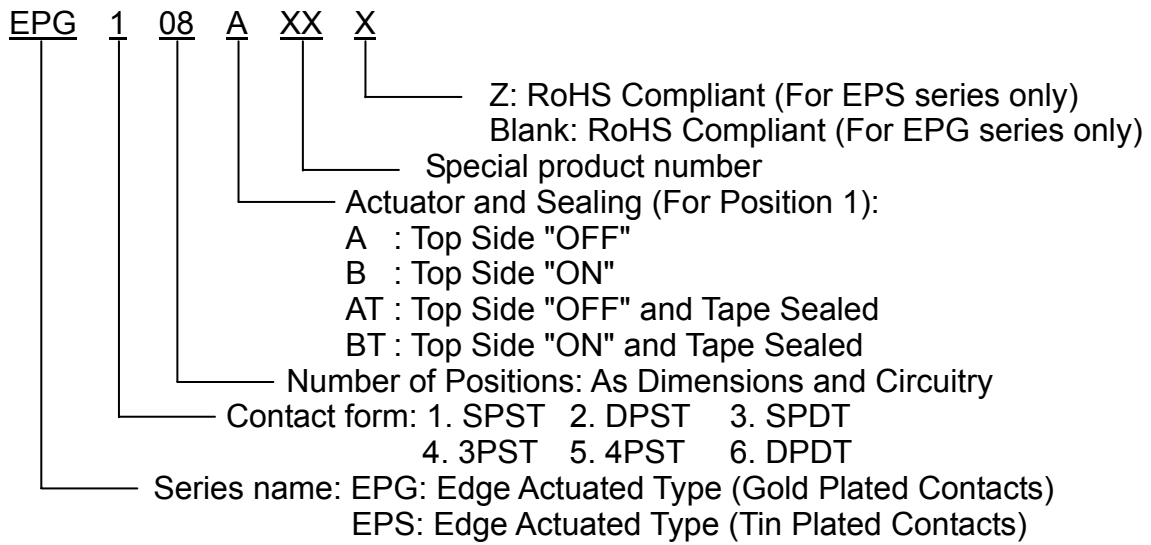 EPG 1 08 A XX X
Z: RoHS Compliant (For EPS series only)
Blank: RoHS Compliant (For EPG series only)
Special product number
Actuator and Sealing (For Position 1):
A : Top Side "OFF"
B : Top Side "ON"
AT : Top Side "OFF" and Tape Sealed
BT : Top Side "ON" and Tape Sealed
Number of Positions: As Dimensions and Circuitry
Contact form: 1. SPST 2. DPST 3. SPDT
4. 3PST 5. 4PST 6. DPDT
Series name: EPG: Edge Actuated Type (Gold Plated Contacts)
EPS: Edge Actuated Type (Tin Plated Contacts)